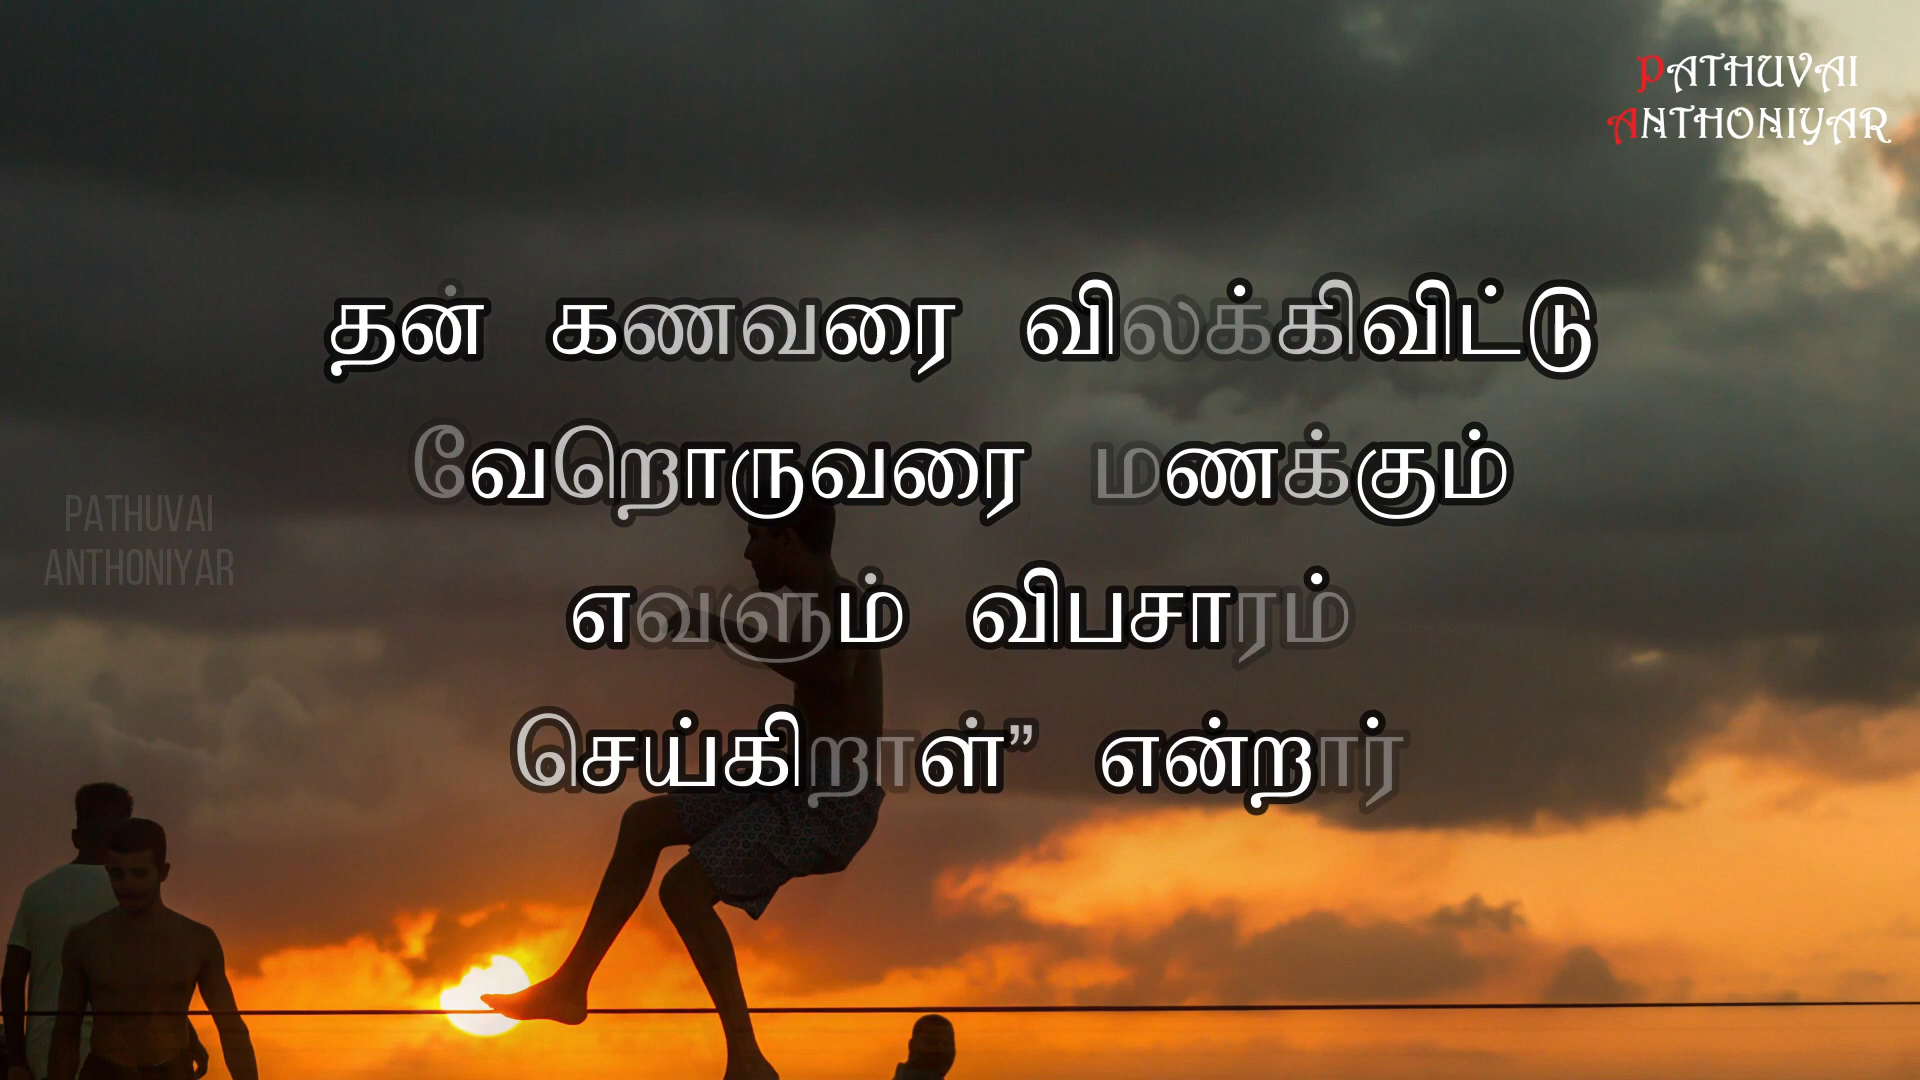 PATHUVAI
ANTHONIYAR
தன் கணவரை விலக்கிவிட்டு
வேறொருவரை மணக்கும்
எவளும் விபசாரம்
செய்கிறாள்” என்றார்
PATHUVAI
ANTHONIYAR